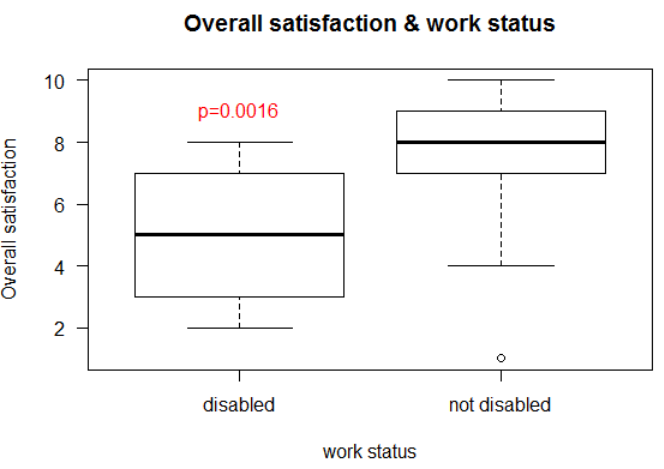 Overall satisfaction & work status
p=0.0016
Overall satisfaction
10
8
6
4
2
disabled
not disabled
work status